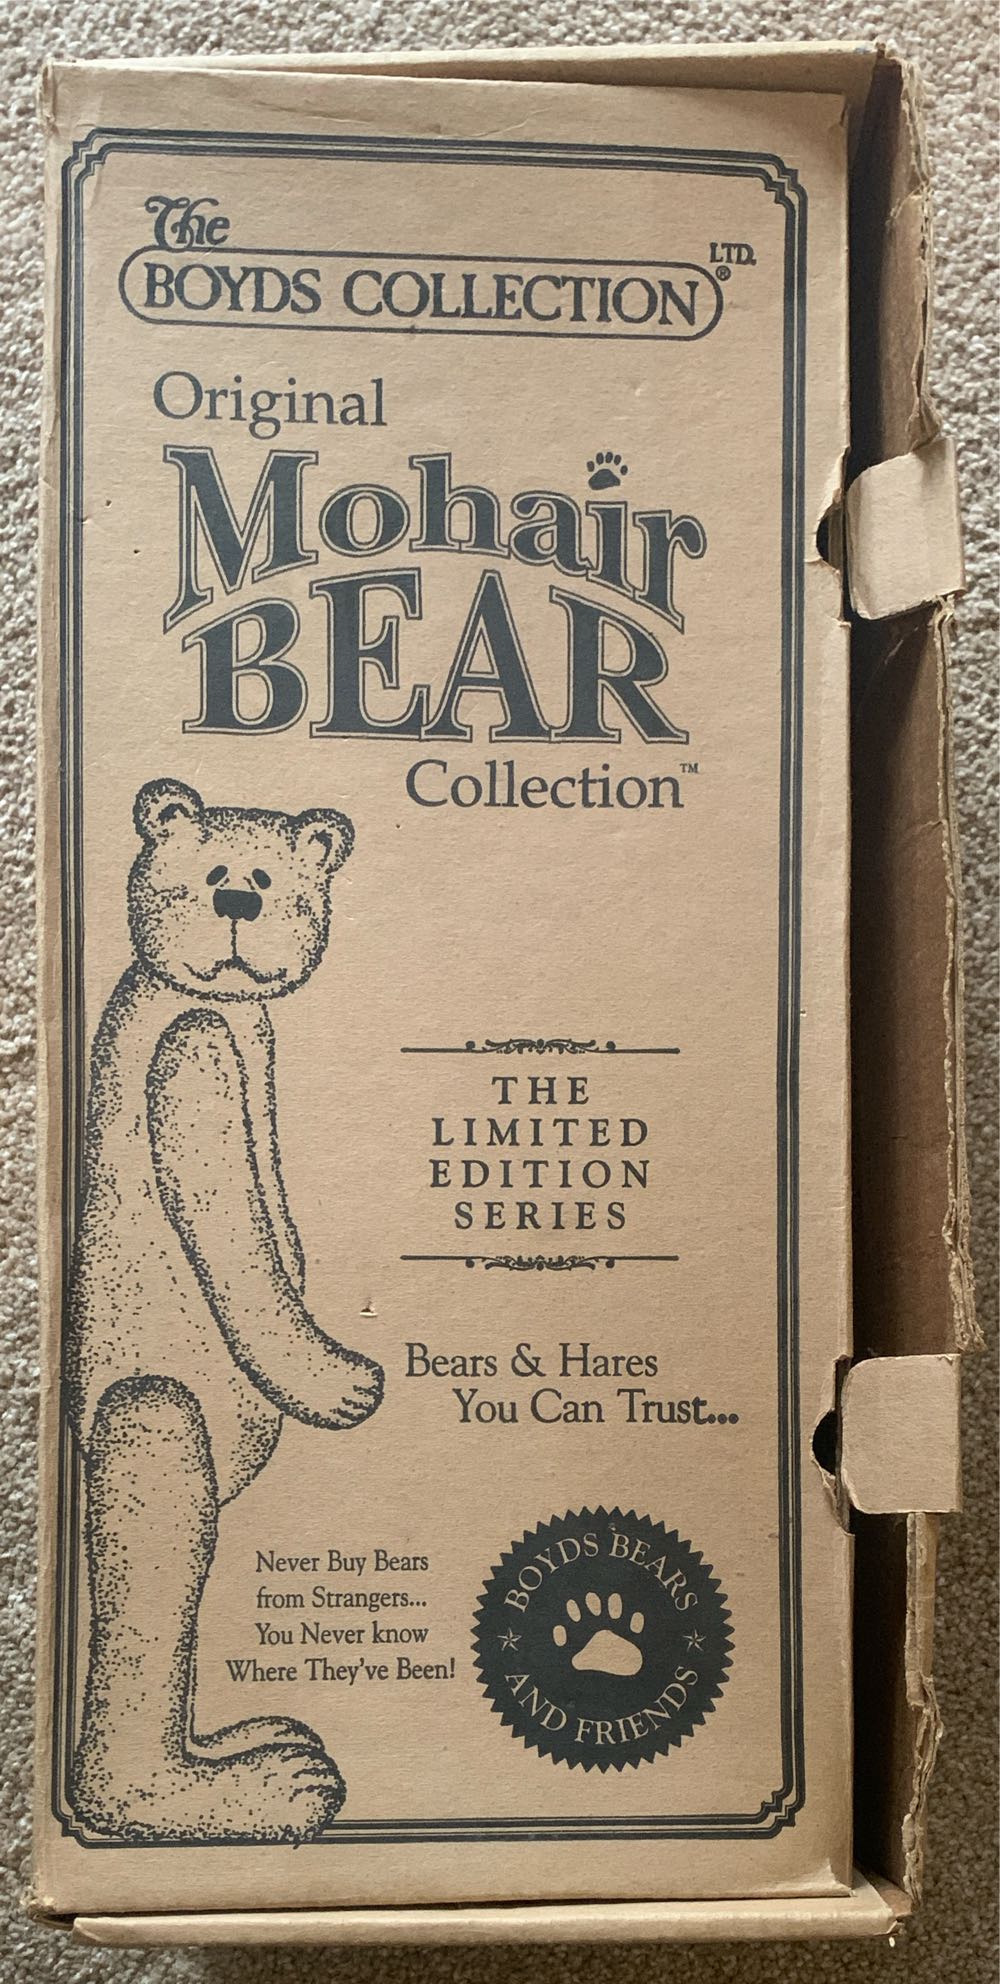 The
BOYDS COLLECTION LTD.®
Original
Mohair
BEAR
Collection™
THE
LIMITED
EDITION
SERIES
Bears & Hares
You Can Trust...
Never Buy Bears
from Strangers...
You Never know
Where They've Been!
BOYDS BEARS
AND FRIENDS